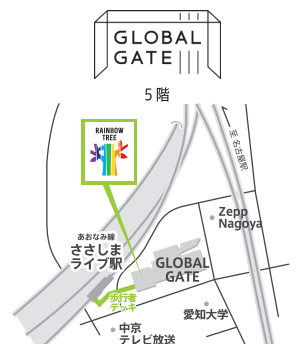 GLOBAL
GATE
5階
RAINBOW
TREE
至 名古屋駅
Zepp
Nagoya
あおなみ線
ささしま
ライブ駅
GLOBAL
GATE
歩行者
デッキ
愛知大学
中京
テレビ放送